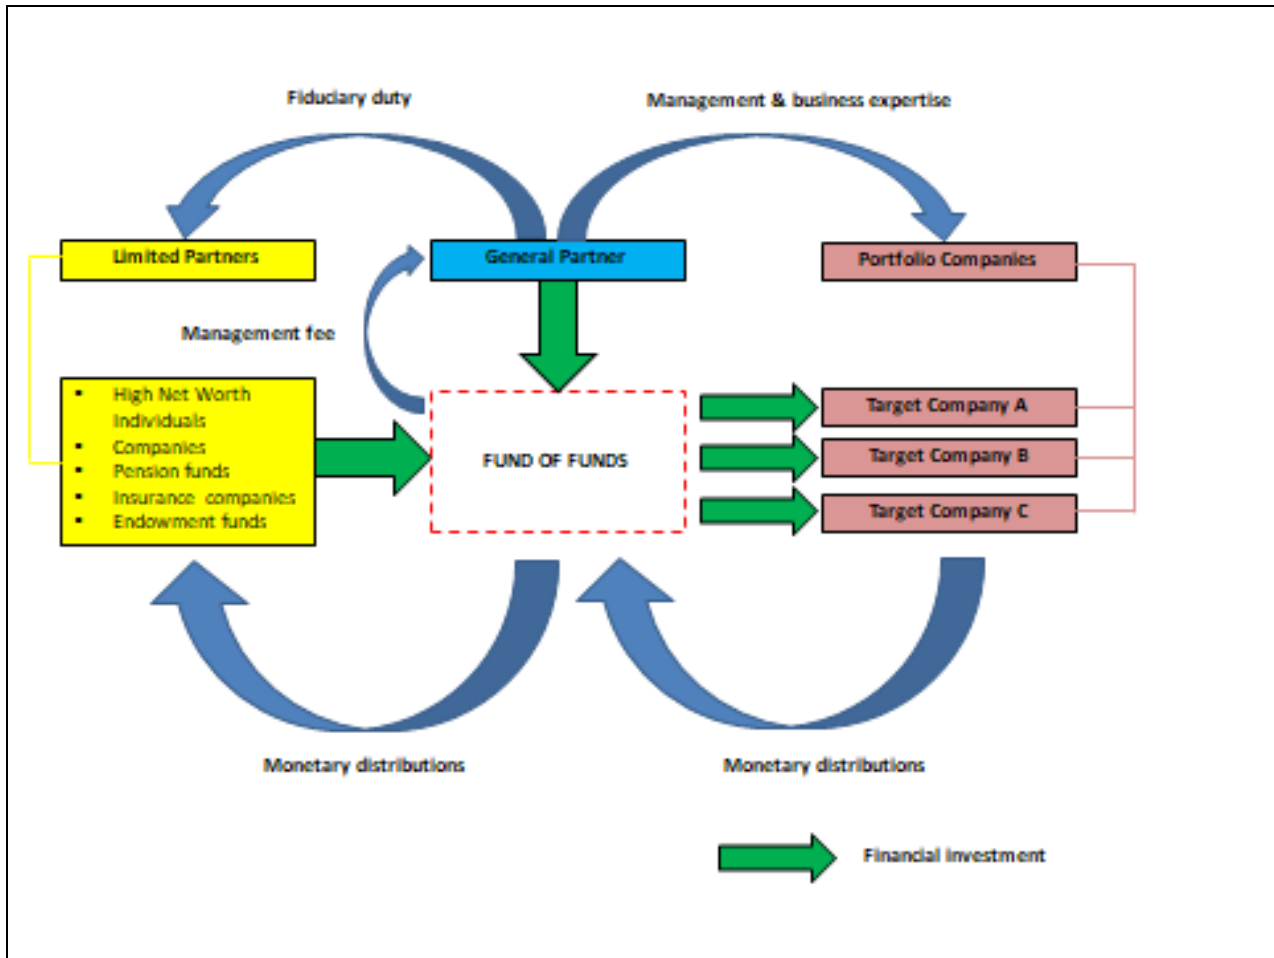 Fiduciary duty
Management & business expertise
Limited Partners
General Partner
Portfolio Companies
Management fee
▪ High Net Worth
Individuals
▪ Companies
▪ Pension funds
▪ Insurance companies
▪ Endowment funds
FUND OF FUNDS
Target Company A
Target Company B
Target Company C
Monetary distributions
Monetary distributions
Financial investment